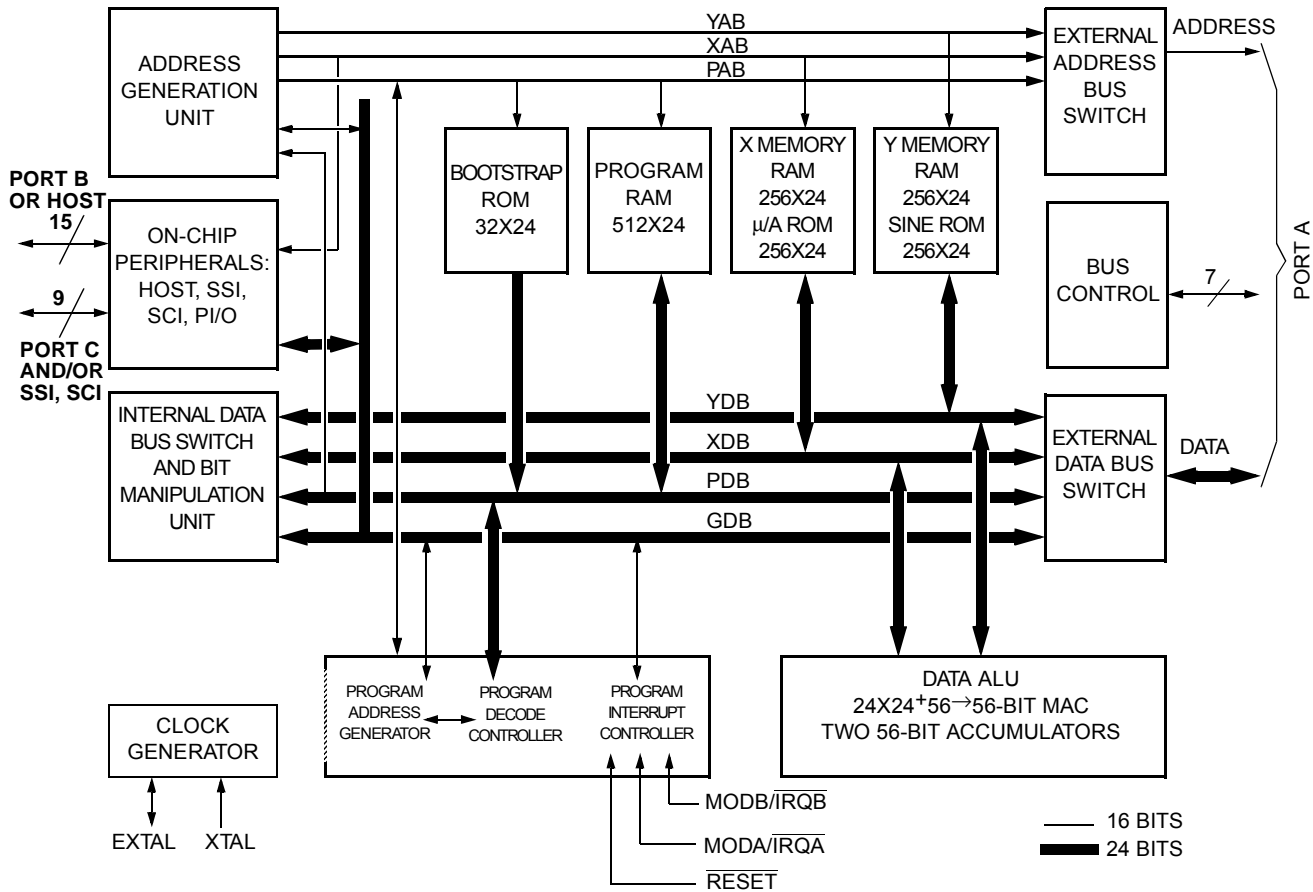 YAB
XAB
PAB
ADDRESS
GENERATION
UNIT
EXTERNAL
ADDRESS
BUS
SWITCH
ADDRESS
PORT B
OR HOST
15
ON-CHIP
PERIPHERALS:
HOST, SSI,
SCI, PI/O
9
PORT C
AND/OR
SSI, SCI
BOOTSTRAP
ROM
32X24
PROGRAM
RAM
512X24
X MEMORY
RAM
256X24
μ/A ROM
256X24
Y MEMORY
RAM
256X24
SINE ROM
256X24
BUS
CONTROL
7
PORT A
INTERNAL DATA
BUS SWITCH
AND BIT
MANIPULATION
UNIT
YDB
XDB
PDB
GDB
EXTERNAL
DATA BUS
SWITCH
DATA
PROGRAM
ADDRESS
GENERATOR
PROGRAM
DECODE
CONTROLLER
PROGRAM
INTERRUPT
CONTROLLER
DATA ALU
24X24+56→56-BIT MAC
TWO 56-BIT ACCUMULATORS
CLOCK
GENERATOR
EXTAL
XTAL
MODB/IRQB
MODA/IRQA
RESET
16 BITS
24 BITS